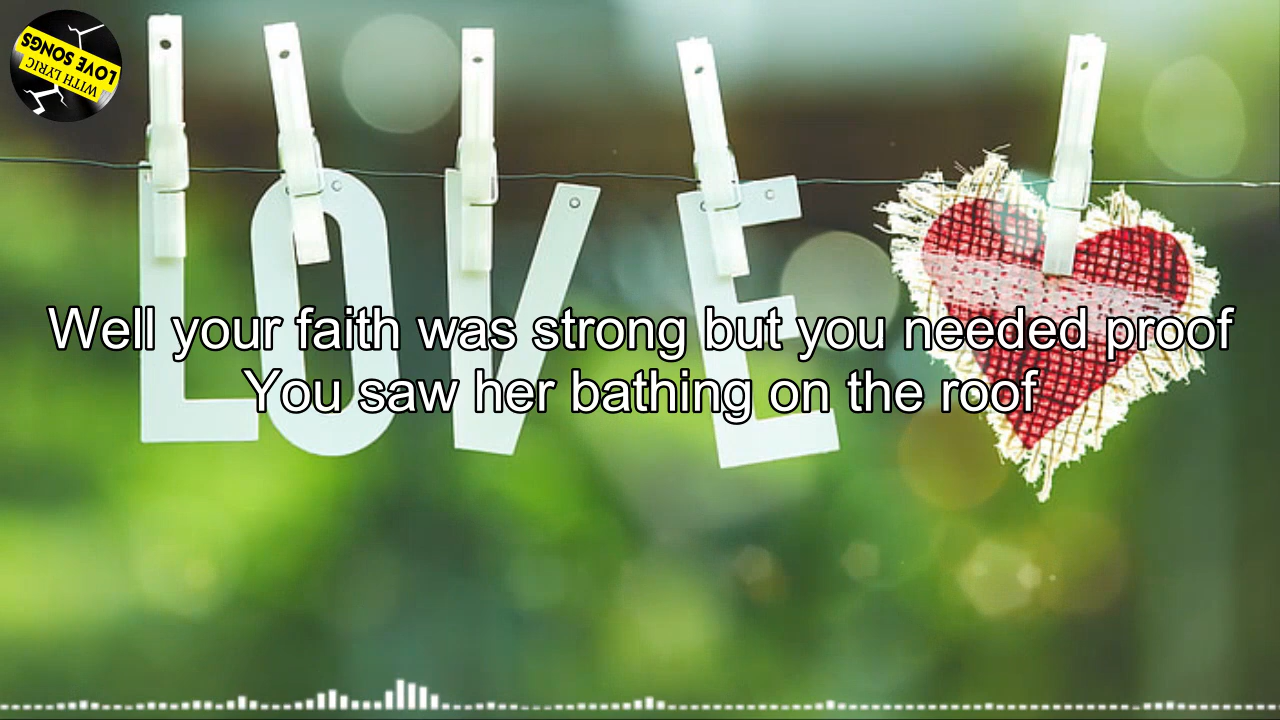 LOVE SONGS
WITH LYRIC
LOVE
Well your faith was strong but you needed proof
You saw her bathing on the roof